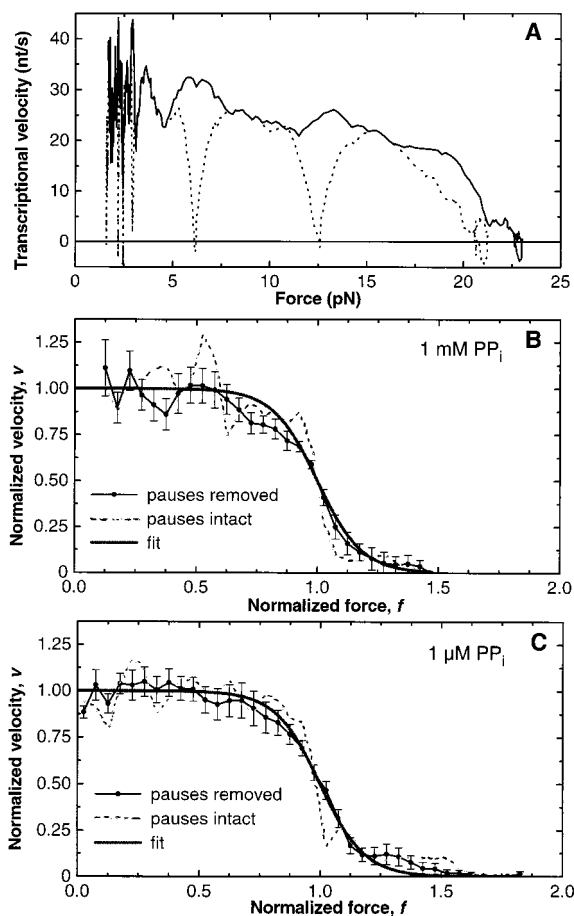 A
Transcriptional velocity (nt/s)
40
30
20
10
0
5
10
15
20
25
Force (pN)
B
1 mM PPi
Normalized velocity, v
1.25
1.00
0.75
0.50
0.25
0
pauses removed
pauses intact
fit
0.0
0.5
1.0
1.5
2.0
Normalized force, f
C
1 μM PPi
Normalized velocity, v
1.25
1.00
0.75
0.50
0.25
0
pauses removed
pauses intact
fit
0.0
0.5
1.0
1.5
2.0
Normalized force, f